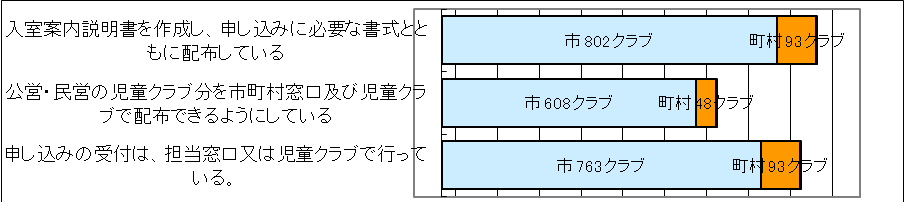 入室案内説明書を作成し、申し込みに必要な書式とと
もに配布している
市 802クラブ
町村 93クラブ
公営・民営の児童クラブ分を市町村窓口及び児童クラ
ブで配布できるようにしている
市 608クラブ
町村 48クラブ
申し込みの受付は、担当窓口又は児童クラブで行って
いる。
市 763クラブ
町村 93クラブ